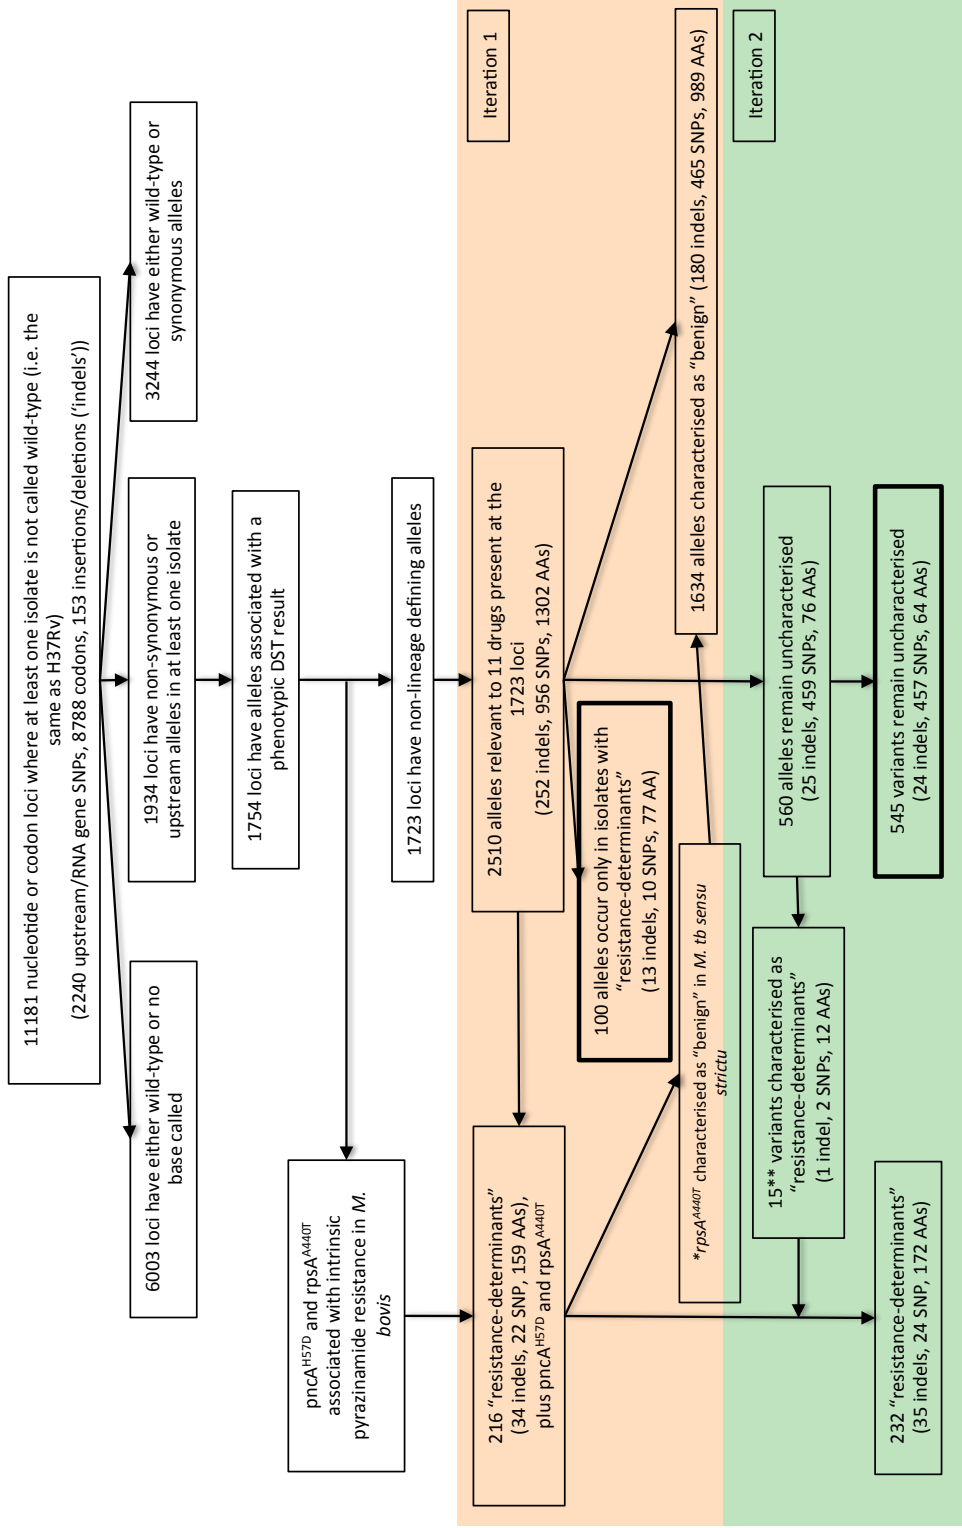 11181 nucleotide or codon loci where at least one isolate is not called wild-type (i.e. the
same as H37Rv)
(2240 upstream/RNA gene SNPs, 8788 codons, 153 insertions/deletions (‘indels’))
6003 loci have either wild-type or no
base called
1934 loci have non-synonymous or
upstream alleles in at least one isolate
3244 loci have either wild-type or
synonymous alleles
1754 loci have alleles associated with a
phenotypic DST result
pncA^H57D and rpsA^A440T
associated with intrinsic
pyrazinamide resistance in M.
bovis
1723 loci have non-lineage defining alleles
Iteration 1
2510 alleles relevant to 11 drugs present at the
1723 loci
(252 indels, 956 SNPs, 1302 AAs)
216 “resistance-determinants”
(34 indels, 22 SNP, 159 AAs),
plus pncA^H57D and rpsA^A440T
100 alleles occur only in isolates with
“resistance-determinants”
(13 indels, 10 SNPs, 77 AA)
*rpsA^A440T characterised as “benign” in M. tb sensu
strictu
1634 alleles characterised as “benign” (180 indels, 465 SNPs, 989 AAs)
Iteration 2
560 alleles remain uncharacterised
(25 indels, 459 SNPs, 76 AAs)
15** variants characterised as
“resistance-determinants”
(1 indel, 2 SNPs, 12 AAs)
232 “resistance-determinants”
(35 indels, 24 SNP, 172 AAs)
545 variants remain uncharacterised
(24 indels, 457 SNPs, 64 AAs)